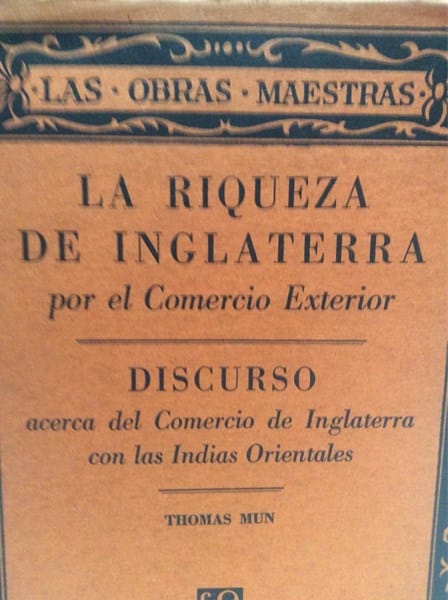 · LAS · OBRAS · MAESTRAS ·
LA RIQUEZA
DE INGLATERRA
por el Comercio Exterior
DISCURSO
acerca del Comercio de Inglaterra
con las Indias Orientales
THOMAS MUN